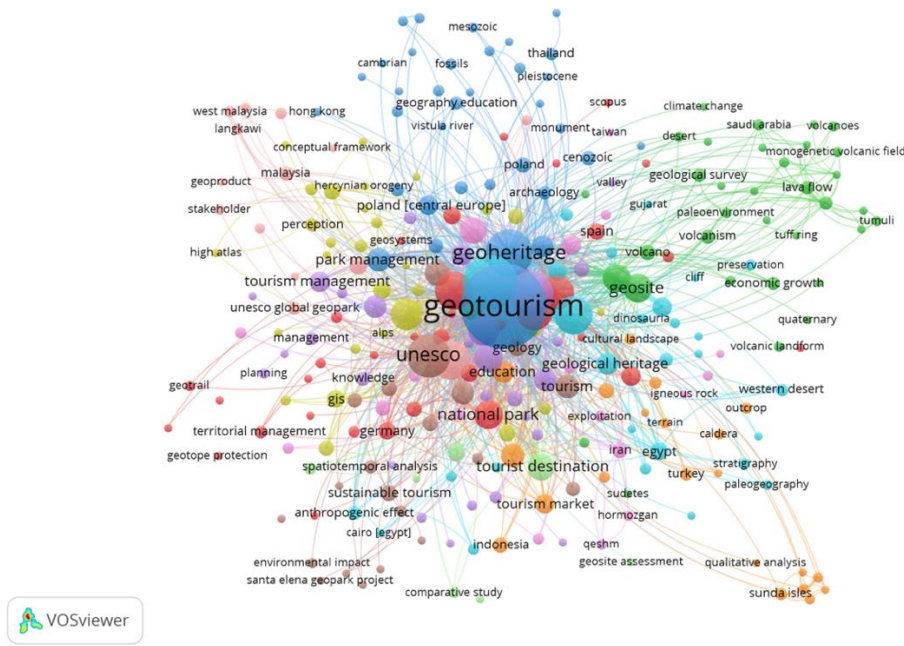 mesozoic
cambrian
fossils
thailand
pleistocene
geography education
scopus
climate change
west malaysia
hong kong
langkawi
vistula river
monument
taiwan
saudi arabia
volcanoes
desert
conceptual framework
poland
cenozoic
monogenetic volcanic field
malaysia
valley
geological survey
lava flow
geoproduct
hercynian orogeny
archaeology
gujarat
poland [central europe]
paleoenvironment
stakeholder
tumuli
perception
geosystems
spain
volcanism
tuff ring
high atlas
park management
geoheritage
volcano
preservation
tourism management
cliff
economic growth
geosite
unesco global geopark
geotourism
dinosauria
quaternary
alps
management
cultural landscape
unesco
geology
volcanic landform
planning
knowledge
education
geological heritage
geotrail
tourism
western desert
gis
igneous rock
national park
exploitation
outcrop
territorial management
germany
terrain
caldera
geotope protection
iran
egypt
stratigraphy
spatiotemporal analysis
tourist destination
turkey
paleogeography
sustainable tourism
sudetes
anthropogenic effect
tourism market
hormozgan
cairo [egypt]
indonesia
qeshm
environmental impact
geosite assessment
qualitative analysis
santa elena geopark project
comparative study
sunda isles
VOSviewer